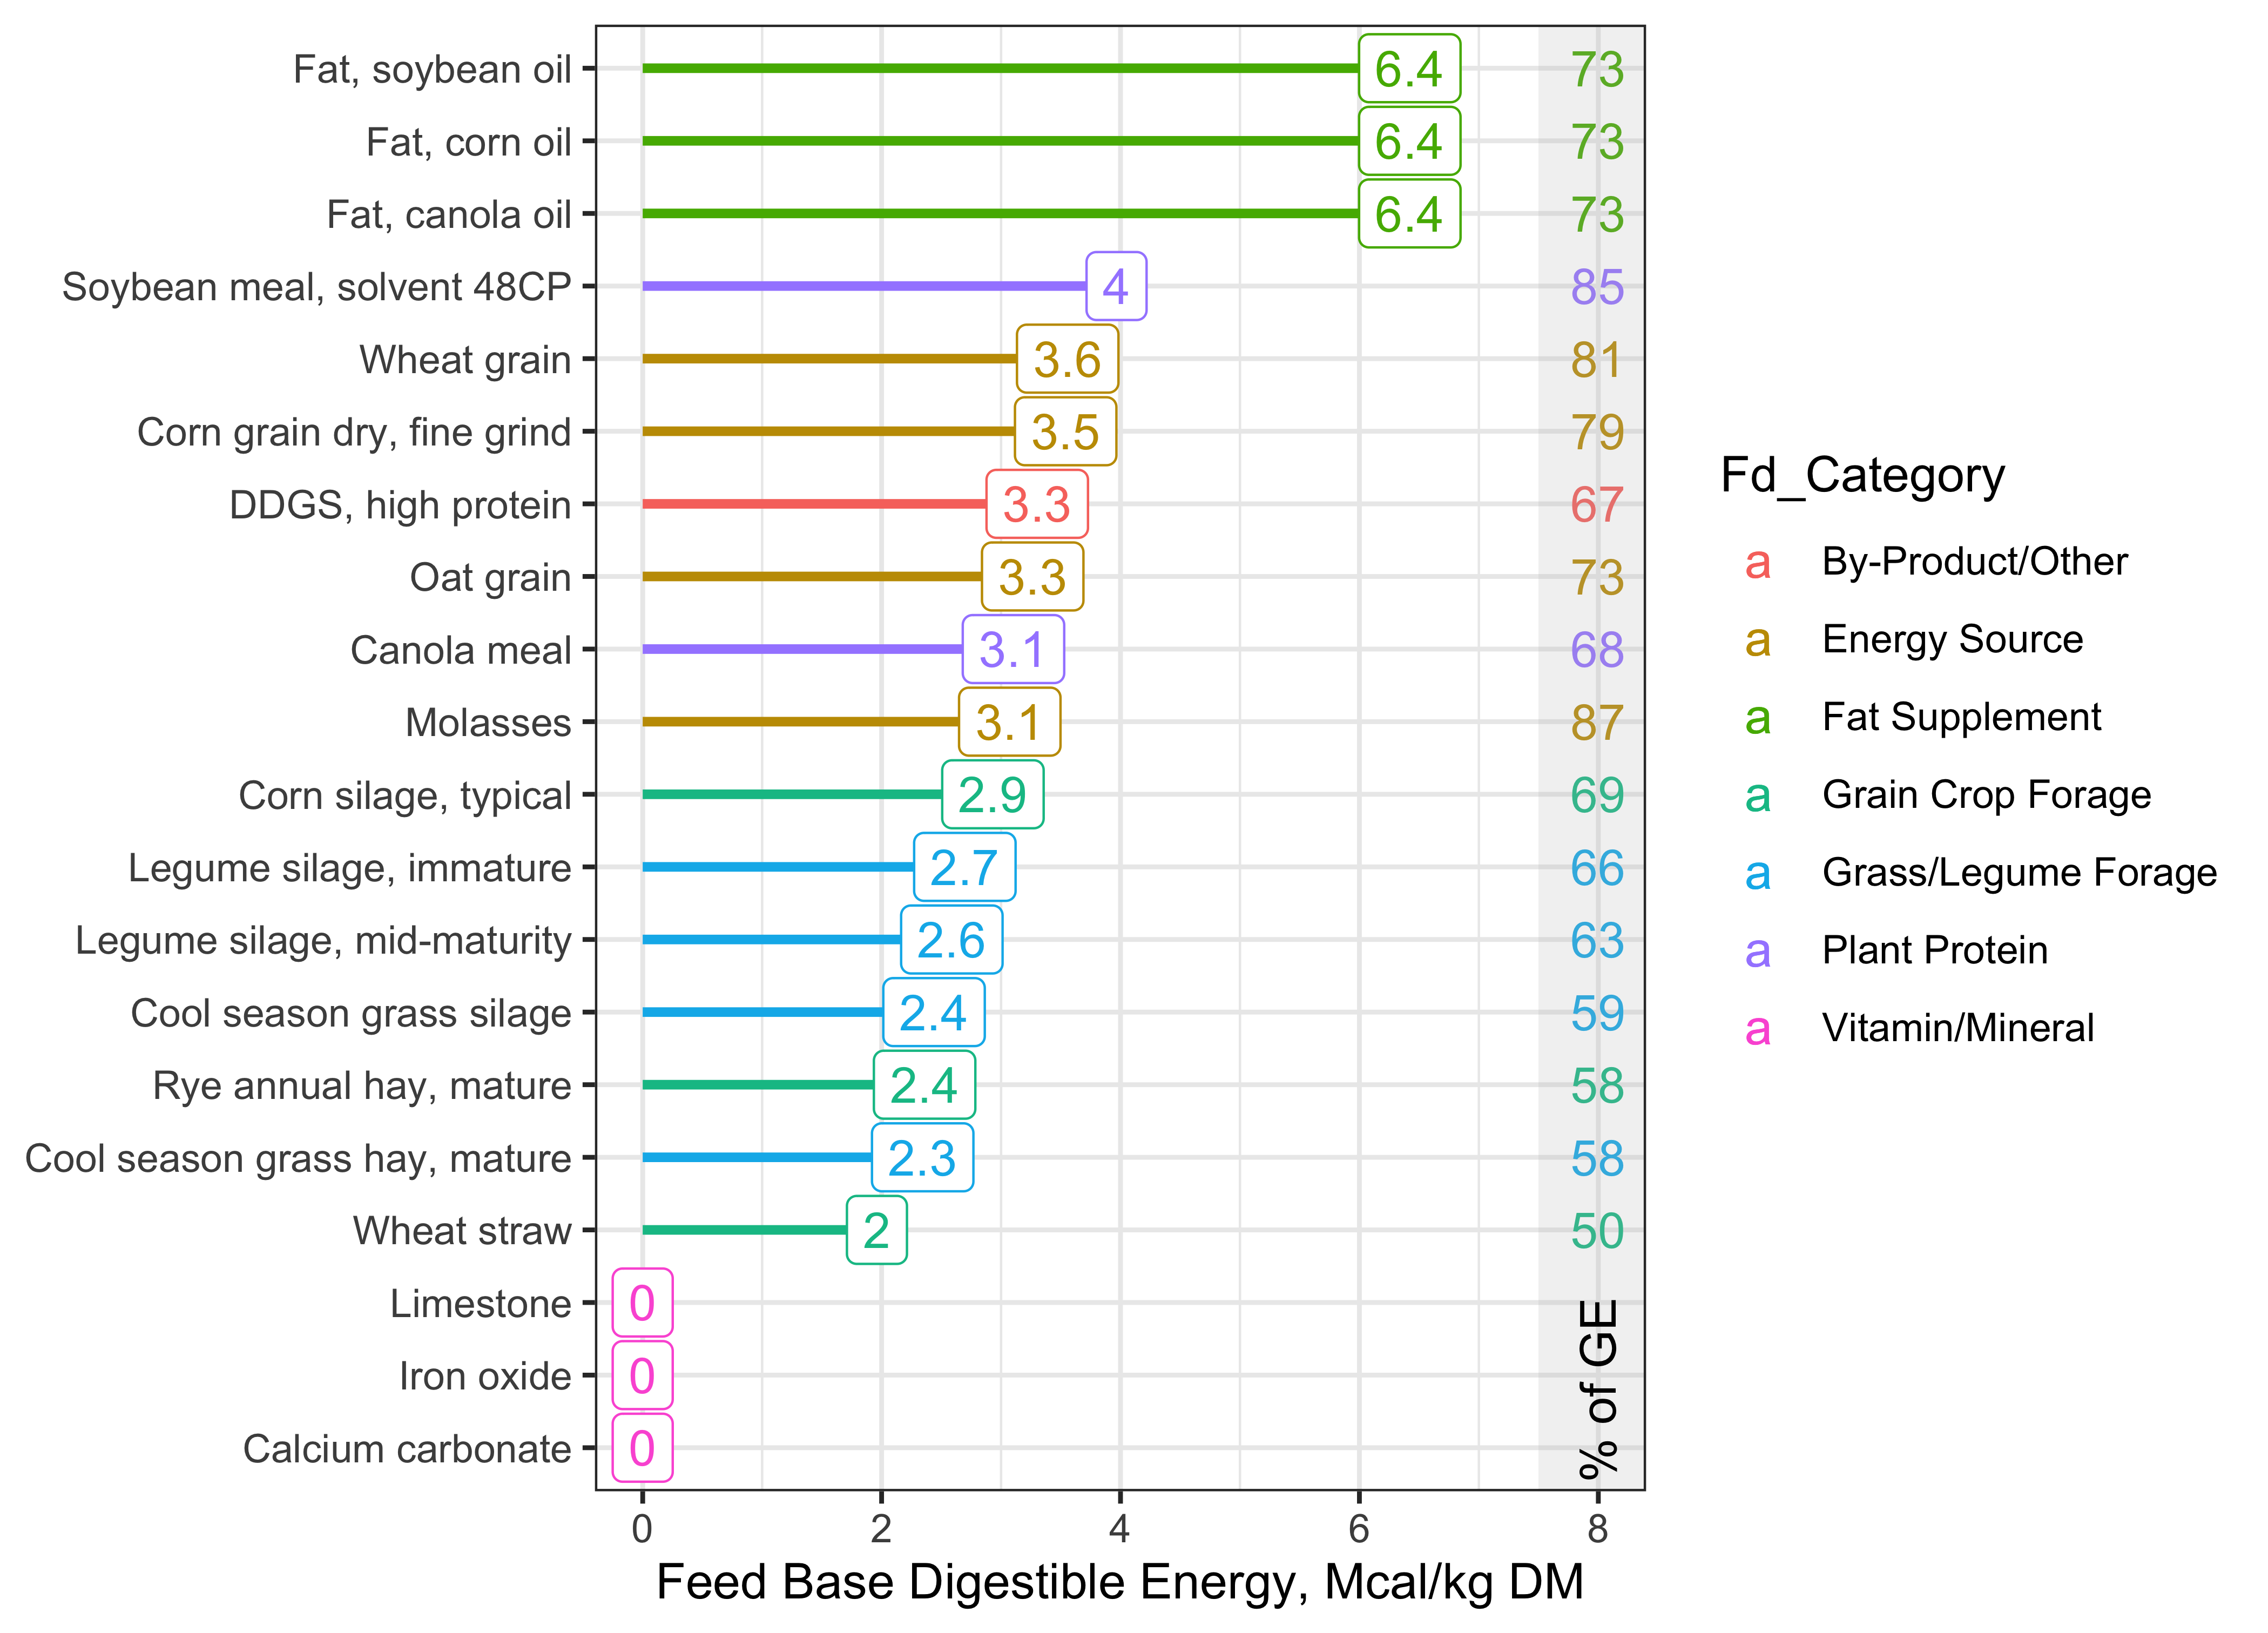 Fat, soybean oil 6.4 73
Fat, corn oil 6.4 73
Fat, canola oil 6.4 73
Soybean meal, solvent 48CP 4 85
Wheat grain 3.6 81
Corn grain dry, fine grind 3.5 79
DDGS, high protein 3.3 67
Oat grain 3.3 73
Canola meal 3.1 68
Molasses 3.1 87
Corn silage, typical 2.9 69
Legume silage, immature 2.7 66
Legume silage, mid-maturity 2.6 63
Cool season grass silage 2.4 59
Rye annual hay, mature 2.4 58
Cool season grass hay, mature 2.3 58
Wheat straw 2 50
Limestone 0
Iron oxide 0
Calcium carbonate 0
% of GE
0 2 4 6 8
Feed Base Digestible Energy, Mcal/kg DM
Fd_Category
a By-Product/Other
a Energy Source
a Fat Supplement
a Grain Crop Forage
a Grass/Legume Forage
a Plant Protein
a Vitamin/Mineral